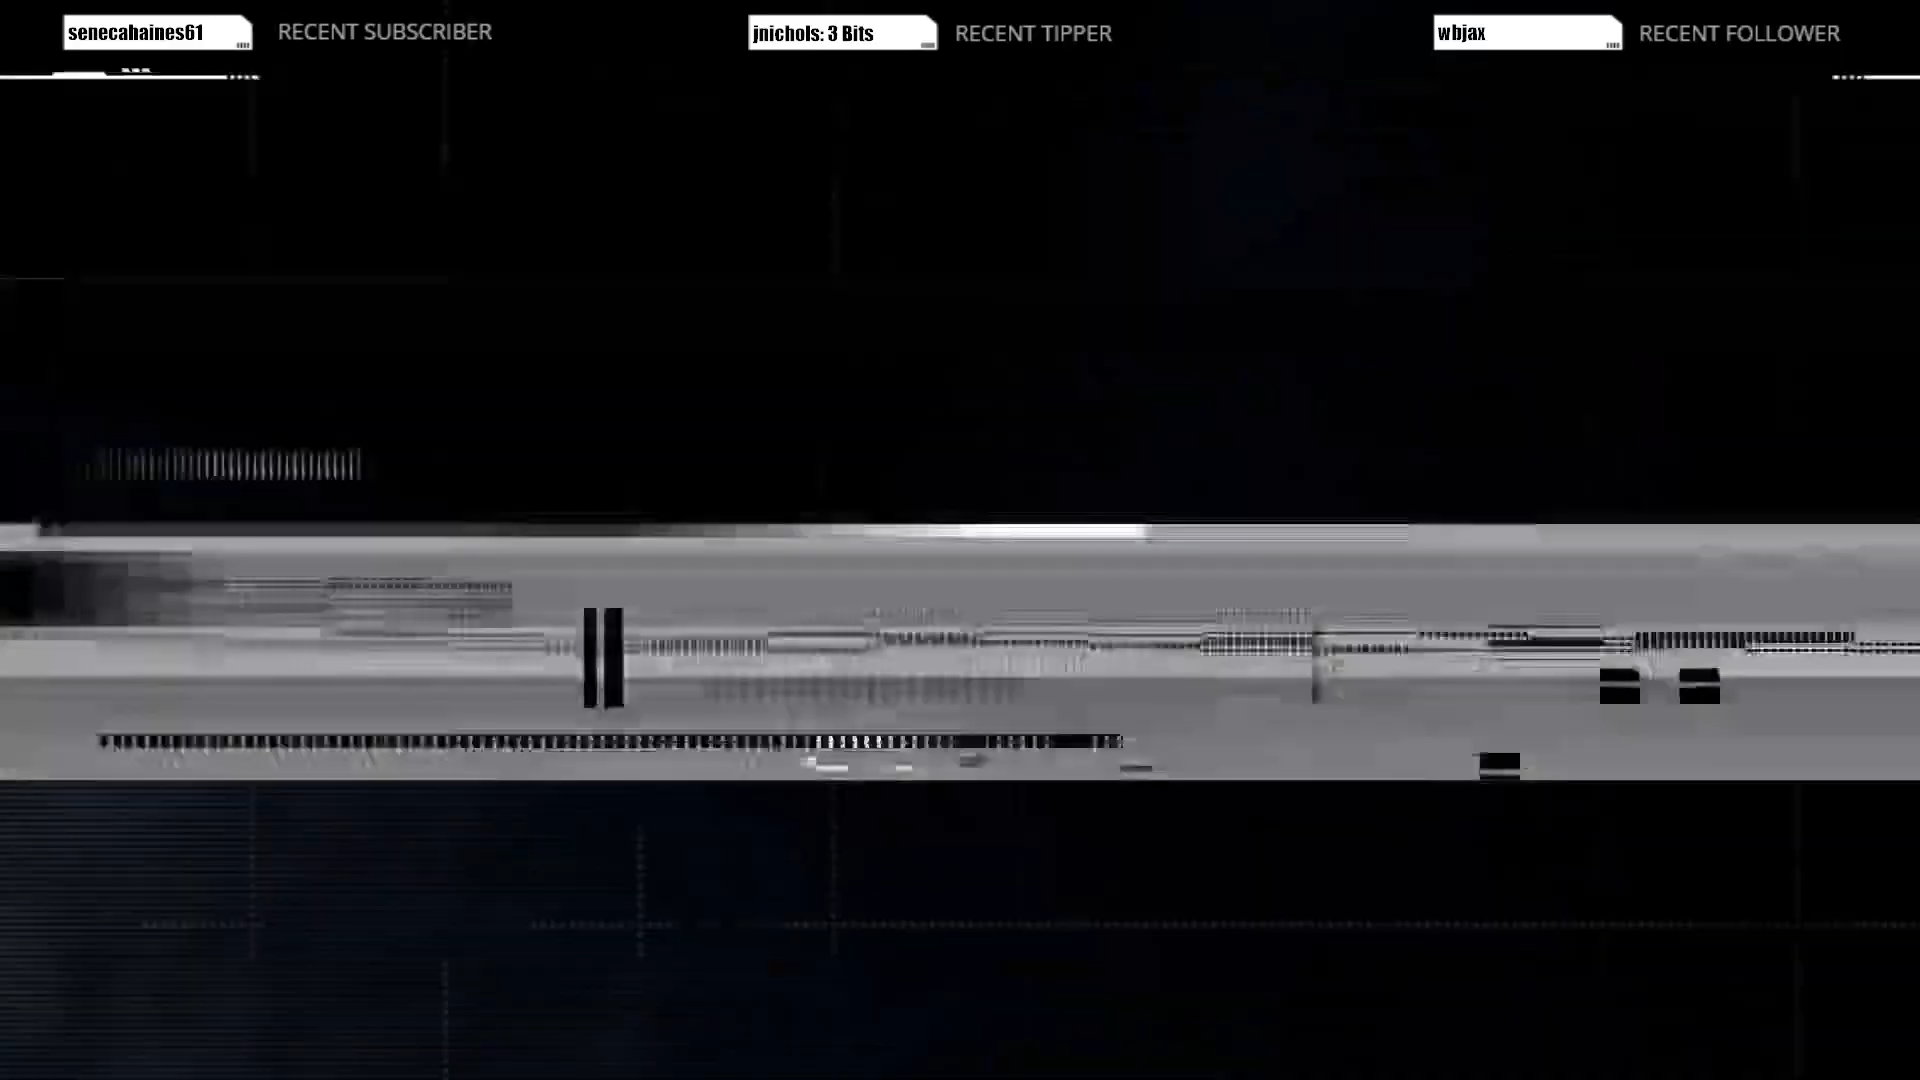 senecahaines61 RECENT SUBSCRIBER jnichols: 3 Bits RECENT TIPPER wbjax RECENT FOLLOWER